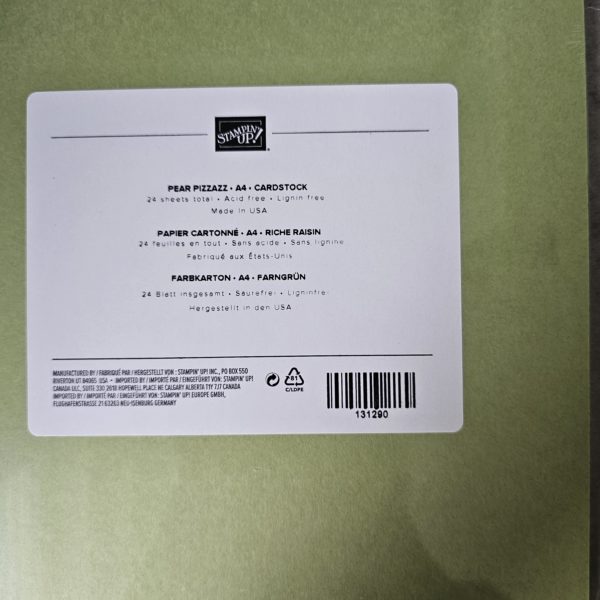 STAMPIN' UP!
PEAR PIZZAZZ • A4 • CARDSTOCK
24 sheets total • Acid free • Lignin free
Made in USA
PAPIER CARTONNÉ • A4 • RICHE RAISIN
24 feuilles en tout • Sans acide • Sans lignine
Fabriqué aux États-Unis
FARBKARTON • A4 • FARNGRÜN
24 Blatt insgesamt • Säurefrei • Ligninfrei
Hergestellt in den USA
MANUFACTURED BY / FABRIQUÉ PAR / HERGESTELLT VON : STAMPIN' UP! INC., PO BOX 550
RIVERTON UT 84065 USA • IMPORTED BY / IMPORTÉ PAR / EINGEFÜHRT VON: STAMPIN' UP!
CANADA ULC, SUITE 330 2618 HOPEWELL PLACE NE CALGARY ALBERTA T1Y 7J7 CANADA
IMPORTED BY / IMPORTÉ PAR / EINGEFÜHRT VON: STAMPIN' UP! EUROPE GMBH,
FLUGHAFENSTRASSE 21 63263 NEU-ISENBURG GERMANY
81
C/LDPE
131290